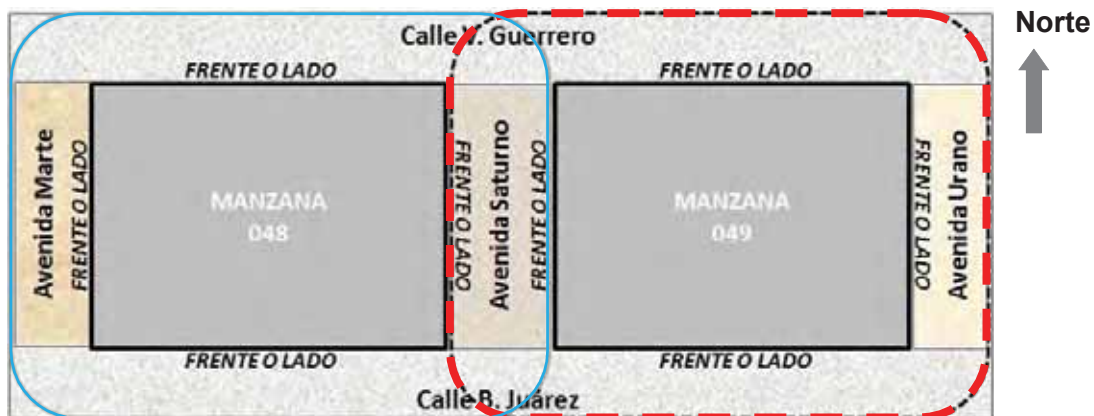 Norte
Calle V. Guerrero
FRENTE O LADO
FRENTE O LADO
Avenida Marte
FRENTE O LADO
MANZANA
048
FRENTE O LADO
Avenida Saturno
FRENTE O LADO
MANZANA
049
FRENTE O LADO
Avenida Urano
FRENTE O LADO
FRENTE O LADO
Calle B. Juárez